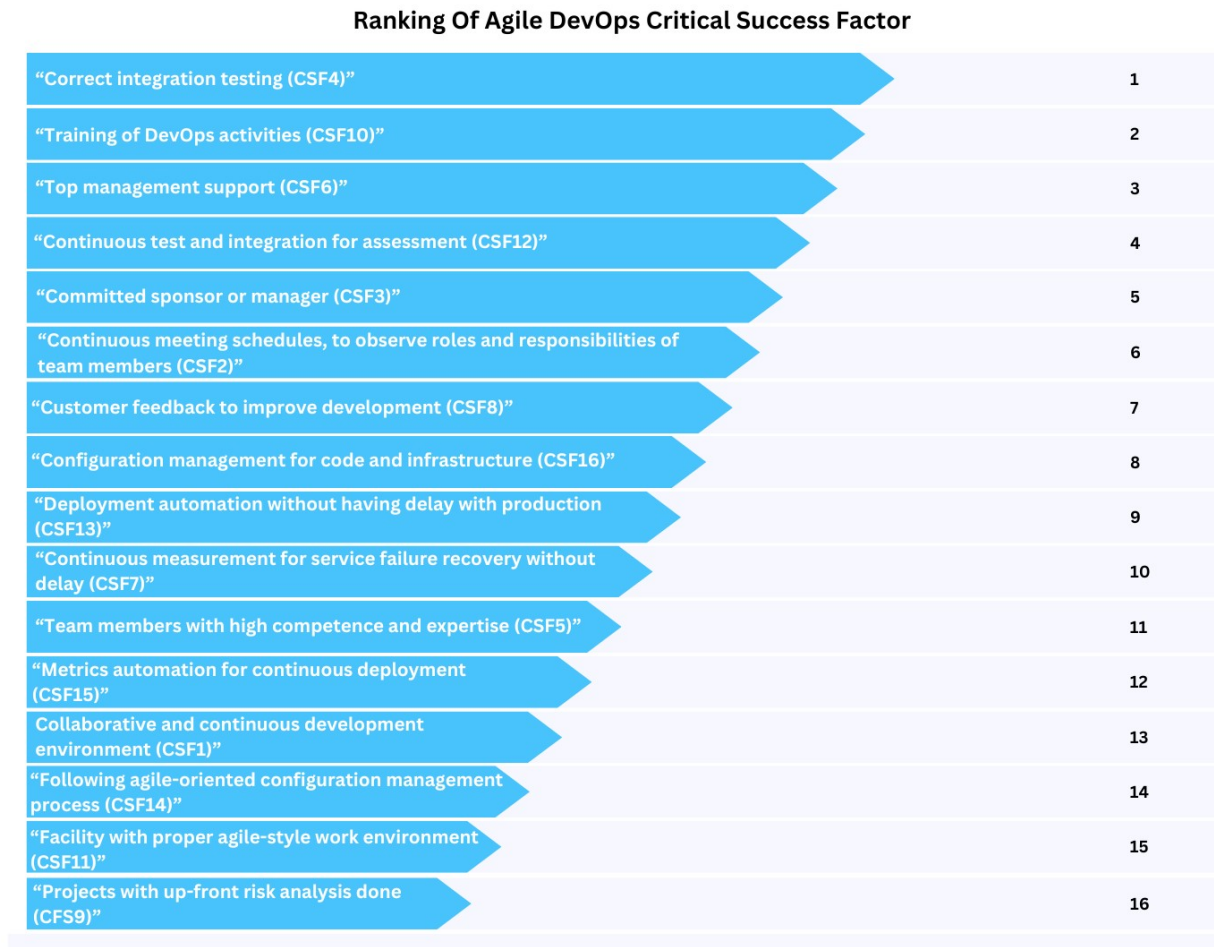 Ranking Of Agile DevOps Critical Success Factor
“Correct integration testing (CSF4)” 1
“Training of DevOps activities (CSF10)” 2
“Top management support (CSF6)” 3
“Continuous test and integration for assessment (CSF12)” 4
“Committed sponsor or manager (CSF3)” 5
“Continuous meeting schedules, to observe roles and responsibilities of
team members (CSF2)” 6
“Customer feedback to improve development (CSF8)” 7
“Configuration management for code and infrastructure (CSF16)” 8
“Deployment automation without having delay with production
(CSF13)” 9
“Continuous measurement for service failure recovery without
delay (CSF7)” 10
“Team members with high competence and expertise (CSF5)” 11
“Metrics automation for continuous deployment
(CSF15)” 12
Collaborative and continuous development
environment (CSF1)” 13
“Following agile-oriented configuration management
process (CSF14)” 14
“Facility with proper agile-style work environment
(CSF11)” 15
“Projects with up-front risk analysis done
(CFS9)” 16